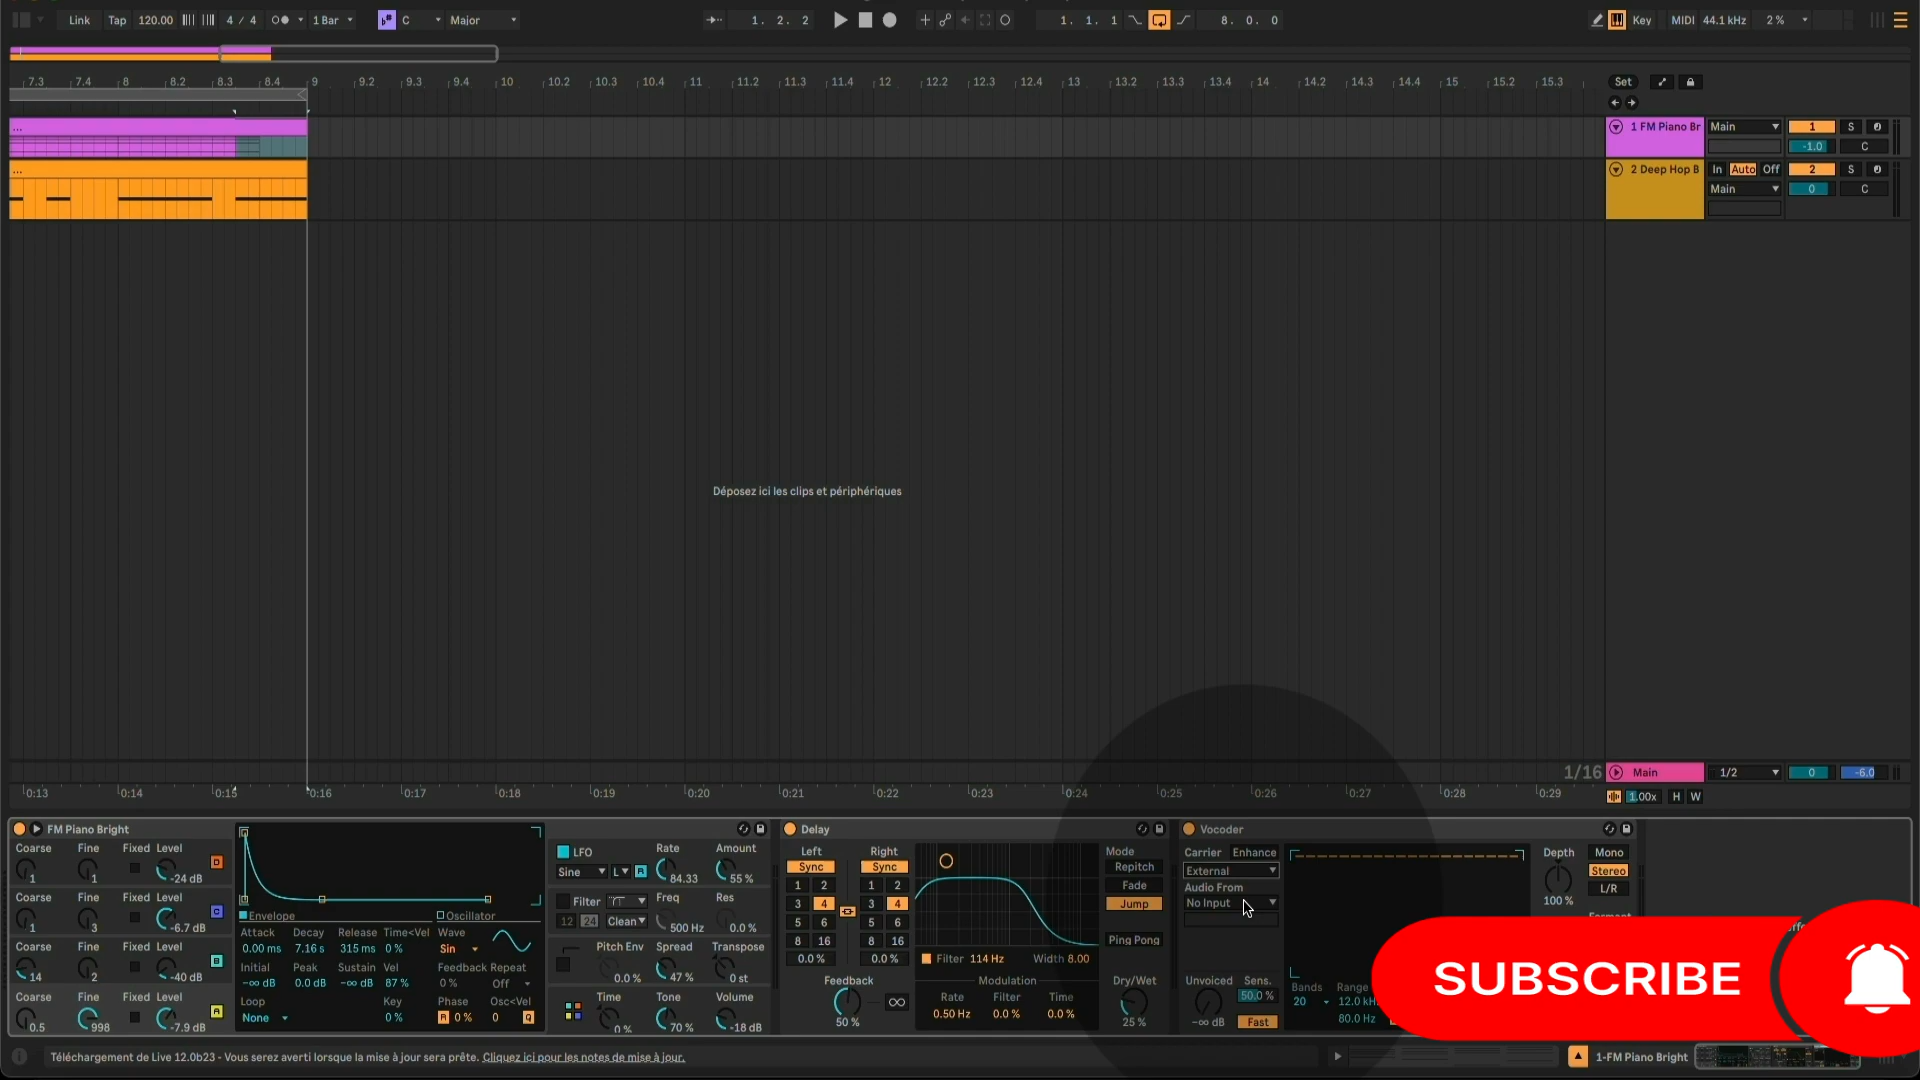 Link Tap 120.00 4 / 4 1 Bar C Major 1. 2. 2 1. 1. 1 8. 0. 0 Key MIDI 44.1 kHz 2 %
7.3 7.4 8 8.2 8.3 8.4 9 9.2 9.3 9.4 10 10.2 10.3 10.4 11 11.2 11.3 11.4 12 12.2 12.3 12.4 13 13.2 13.3 13.4 14 14.2 14.3 14.4 15 15.2 15.3 Set
... 1 FM Piano Br Main 1 S
-1.0 C
... 2 Deep Hop B In Auto Off 2 S
Main 0 C
Déposez ici les clips et périphériques
1/16 Main 1/2 0 -6.0
0:13 0:14 0:15 0:16 0:17 0:18 0:19 0:20 0:21 0:22 0:23 0:24 0:25 0:26 0:27 0:28 0:29 1.00x H W
FM Piano Bright
Coarse Fine Fixed Level
1 1 -24 dB D
Coarse Fine Fixed Level
1 3 -6.7 dB C
Coarse Fine Fixed Level
14 2 -40 dB B
Coarse Fine Fixed Level
0.5 998 -7.9 dB A
Envelope Oscillator
Attack Decay Release Time<Vel Wave
0.00 ms 7.16 s 315 ms 0 % Sin
Initial Peak Sustain Vel Feedback Repeat
-∞ dB 0.0 dB -∞ dB 87 % 0 % Off
Loop Key Phase Osc<Vel
None 0 % R 0 % 0 Q
LFO Rate Amount
Sine L R 84.33 55 %
Filter Freq Res
12 24 Clean 500 Hz 0.0 %
Pitch Env Spread Transpose
0.0 % 47 % 0 st
Time Tone Volume
0 % 70 % -18 dB
Delay
Left Right
Sync Sync
1 2 1 2
3 4 3 4
5 6 5 6
8 16 8 16
0.0 % 0.0 %
Feedback
50 %
Filter 114 Hz Width 8.00
Modulation
Rate Filter Time
0.50 Hz 0.0 % 0.0 %
Mode
Repitch
Fade
Jump
Ping Pong
Dry/Wet
25 %
Vocoder
Carrier Enhance
External
Audio From
No Input
Unvoiced Sens.
50.0 %
-∞ dB Fast
Bands Range
20 12.0 kH
80.0 Hz
Depth Mono
Stereo
L/R
100 %
SUBSCRIBE
Téléchargement de Live 12.0b23 - Vous serez averti lorsque la mise à jour sera prête. Cliquez ici pour les notes de mise à jour.
1-FM Piano Bright